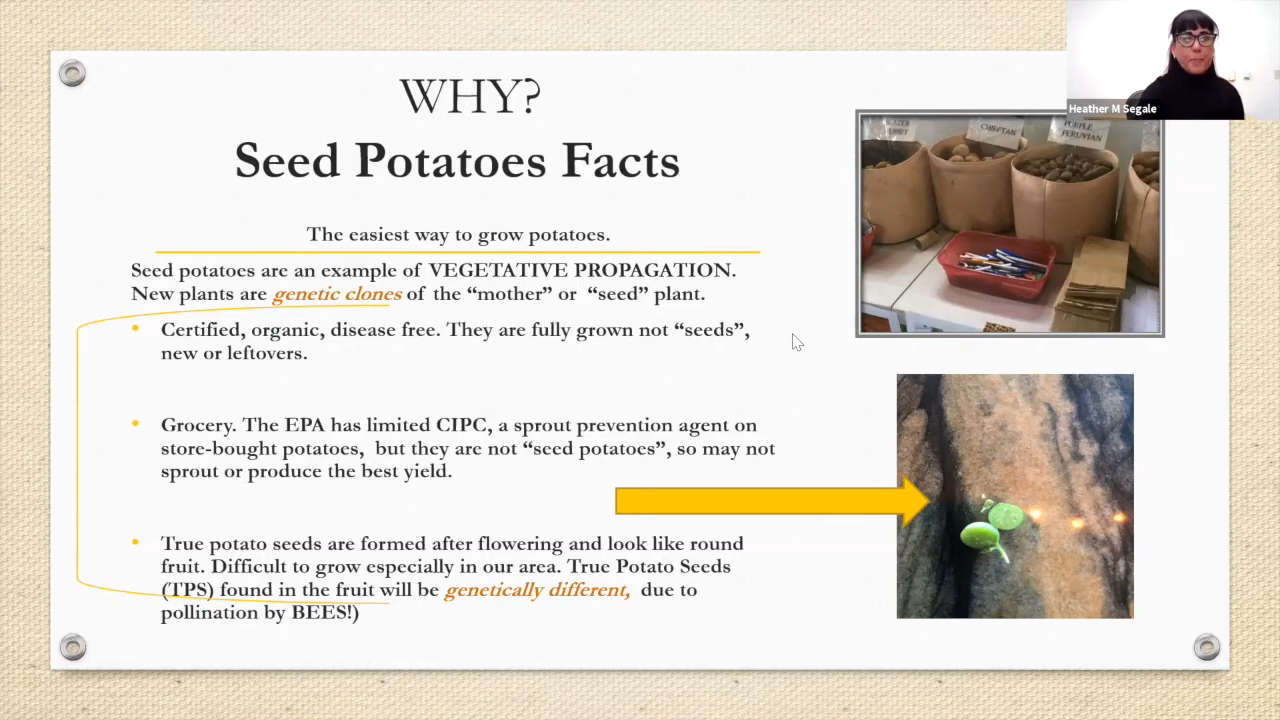 Heather M Segale
WHY?
Seed Potatoes Facts
CHIEFTAN
PURPLE
PERUVIAN
The easiest way to grow potatoes.
Seed potatoes are an example of VEGETATIVE PROPAGATION.
New plants are genetic clones of the “mother” or “seed” plant.
• Certified, organic, disease free. They are fully grown not “seeds”,
new or leftovers.
• Grocery. The EPA has limited CIPC, a sprout prevention agent on
store-bought potatoes, but they are not “seed potatoes”, so may not
sprout or produce the best yield.
• True potato seeds are formed after flowering and look like round
fruit. Difficult to grow especially in our area. True Potato Seeds
(TPS) found in the fruit will be genetically different, due to
pollination by BEES!)